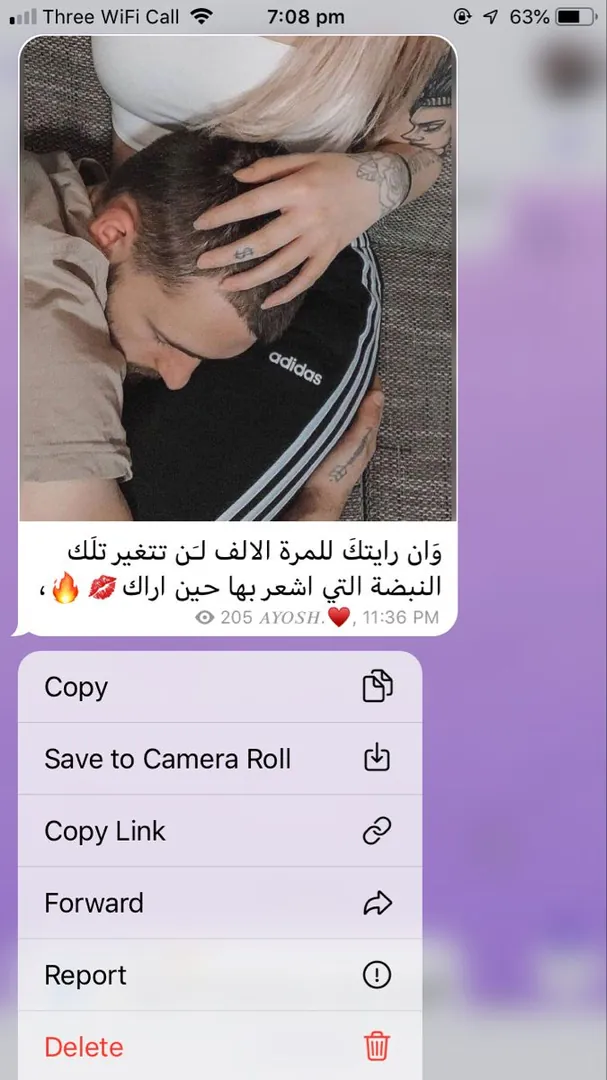 Three WiFi Call
7:08 pm
63%
adidas
وَان رايتكَ للمرة الالف لـَن تتغير تلَك
النبضة التي اشعر بها حين اراك 💋 🔥 ،
205 AYOSH.♥️, 11:36 PM
Copy
Save to Camera Roll
Copy Link
Forward
Report
Delete